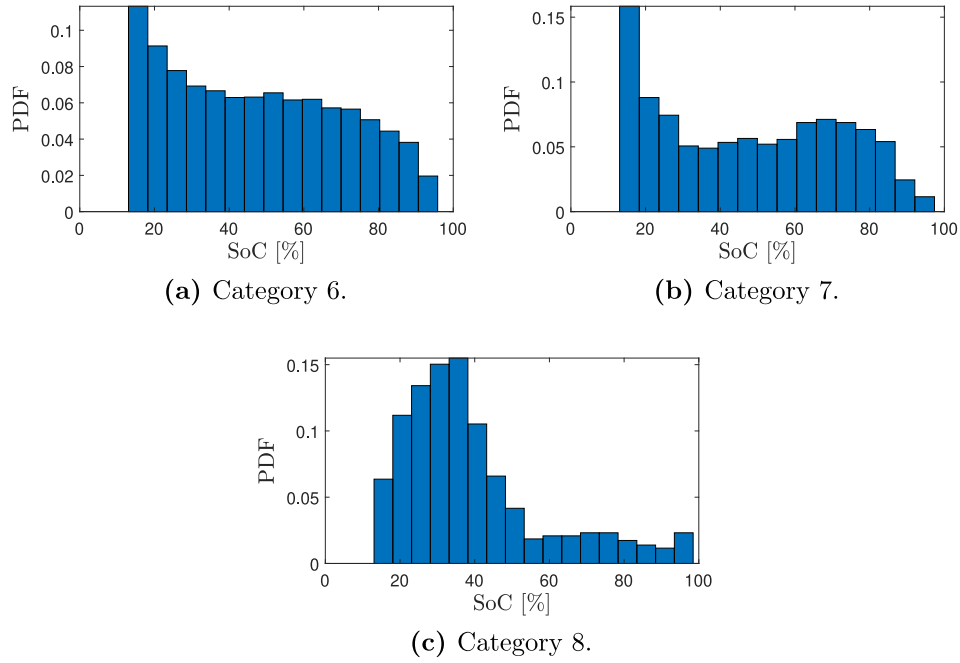 0.1
0.08
0.06
0.04
0.02
0
PDF
0 20 40 60 80 100
SoC [%]
(a) Category 6.
0.15
0.1
0.05
0
PDF
0 20 40 60 80 100
SoC [%]
(b) Category 7.
0.15
0.1
0.05
0
PDF
0 20 40 60 80 100
SoC [%]
(c) Category 8.